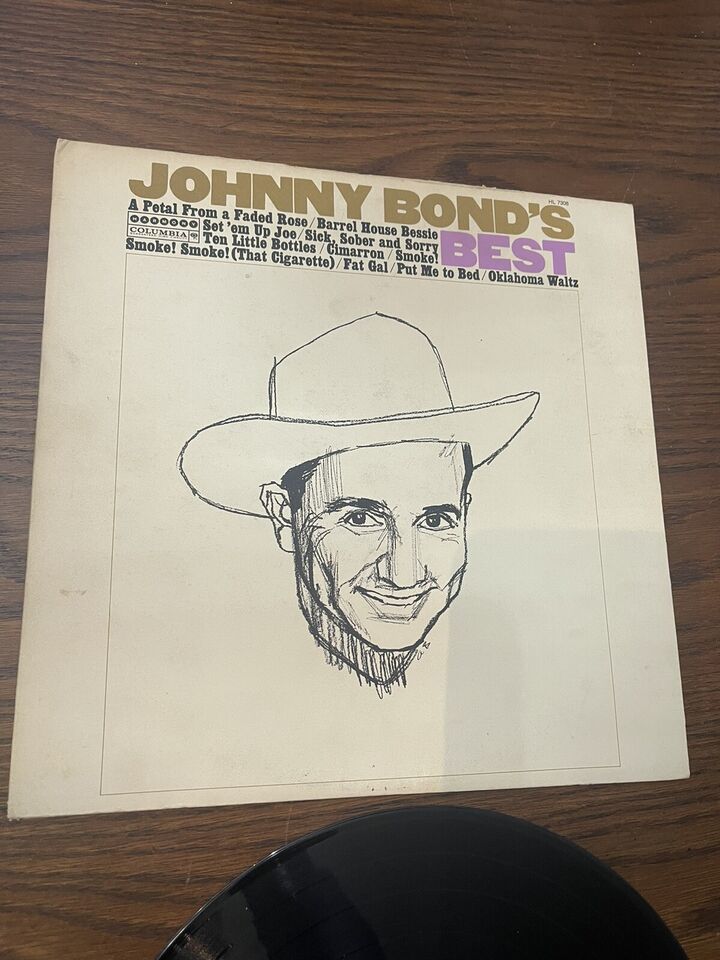 HL 7308
JOHNNY BOND'S
BEST
A Petal From a Faded Rose/Barrel House Bessie
HARMONY
COLUMBIA
Set 'em Up Joe/Sick, Sober and Sorry
Ten Little Bottles/Cimarron/Smoke!
Smoke! Smoke! (That Cigarette)/Fat Gal/Put Me to Bed/Oklahoma Waltz